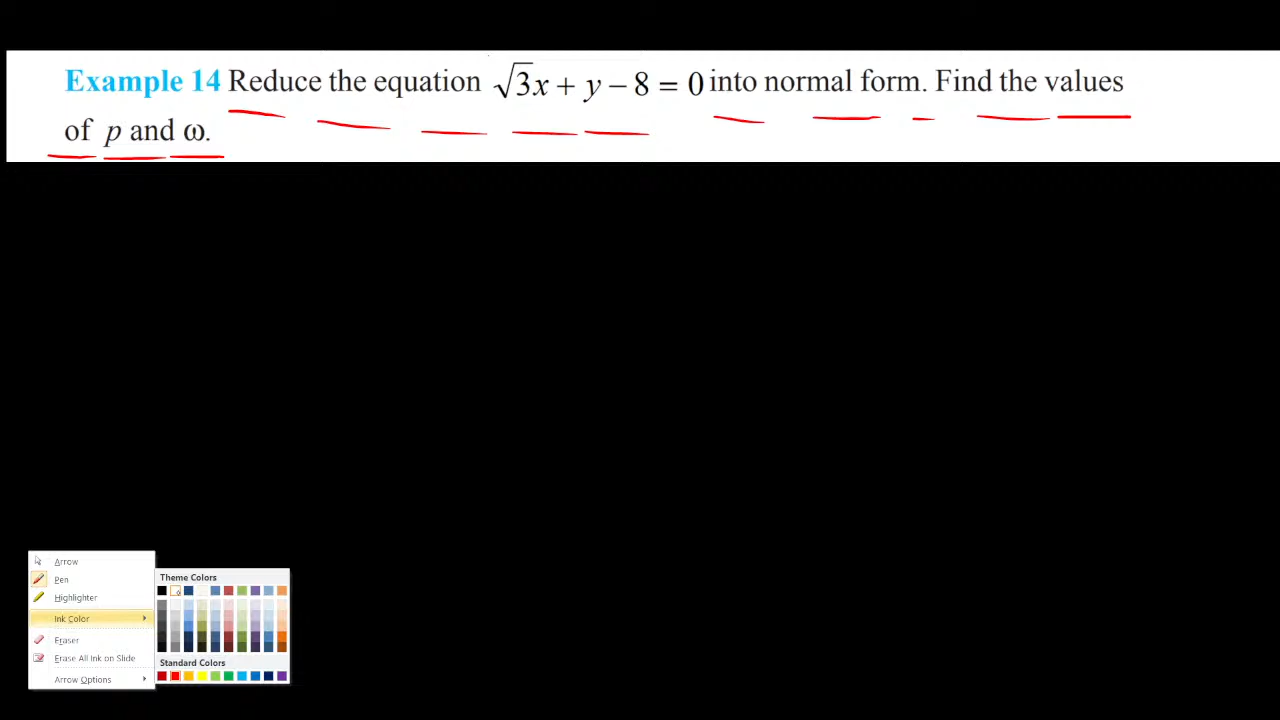 Example 14 Reduce the equation √3x + y − 8 = 0 into normal form. Find the values
of p and ω.
Arrow
Pen
Highlighter
Ink Color
Eraser
Erase All Ink on Slide
Arrow Options
Theme Colors
Standard Colors